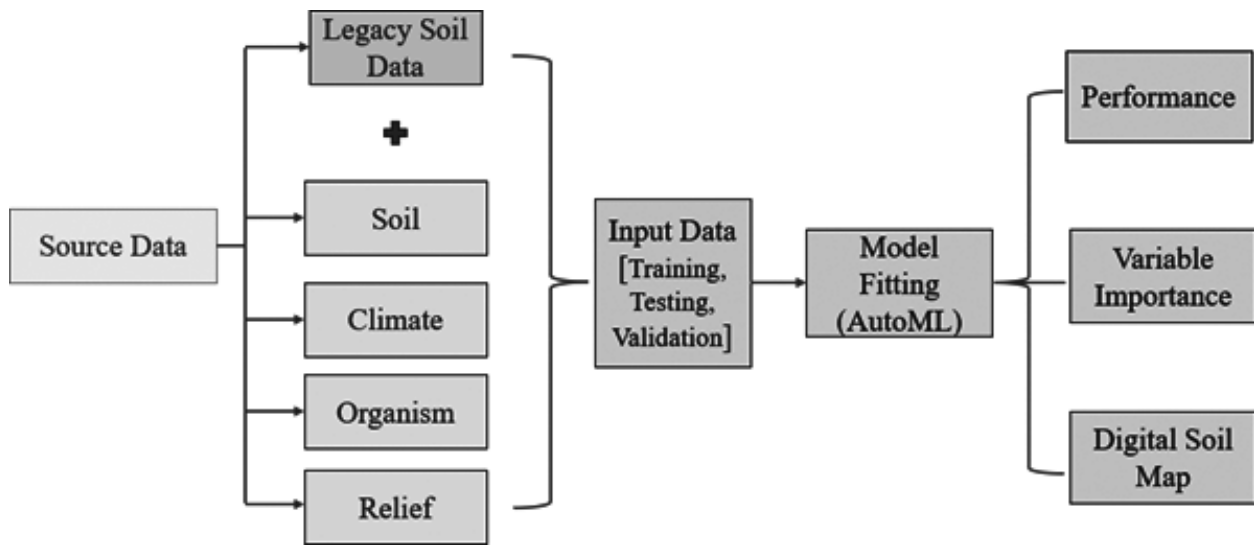 Source Data
Legacy Soil
Data
+
Soil
Climate
Organism
Relief
Input Data
[Training,
Testing,
Validation]
Model
Fitting
(AutoML)
Performance
Variable
Importance
Digital Soil
Map